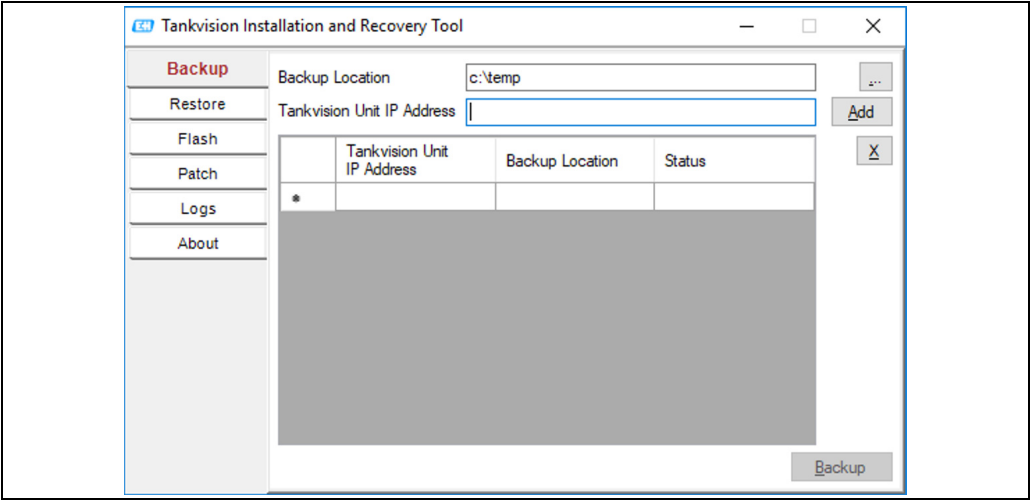 E+H Tankvision Installation and Recovery Tool
Backup
Restore
Flash
Patch
Logs
About
Backup Location c:\temp ...
Tankvision Unit IP Address Add
X
Tankvision Unit
IP Address
Backup Location
Status
*
Backup